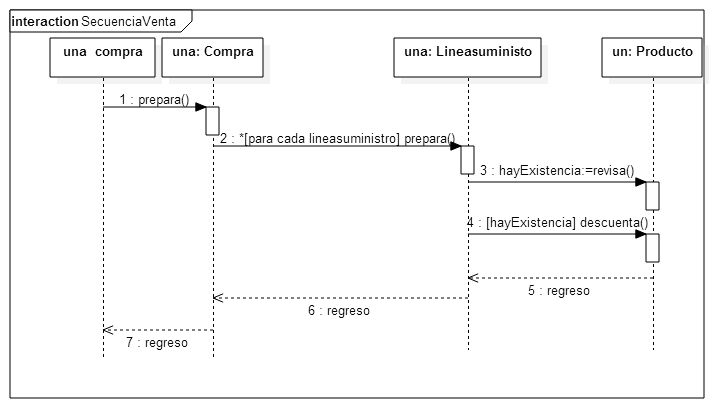 interaction SecuenciaVenta
una compra
una: Compra
una: Lineasuministo
un: Producto
1 : prepara()
2 : *[para cada lineasuministro] prepara()
3 : hayExistencia:=revisa()
4 : [hayExistencia] descuenta()
5 : regreso
6 : regreso
7 : regreso